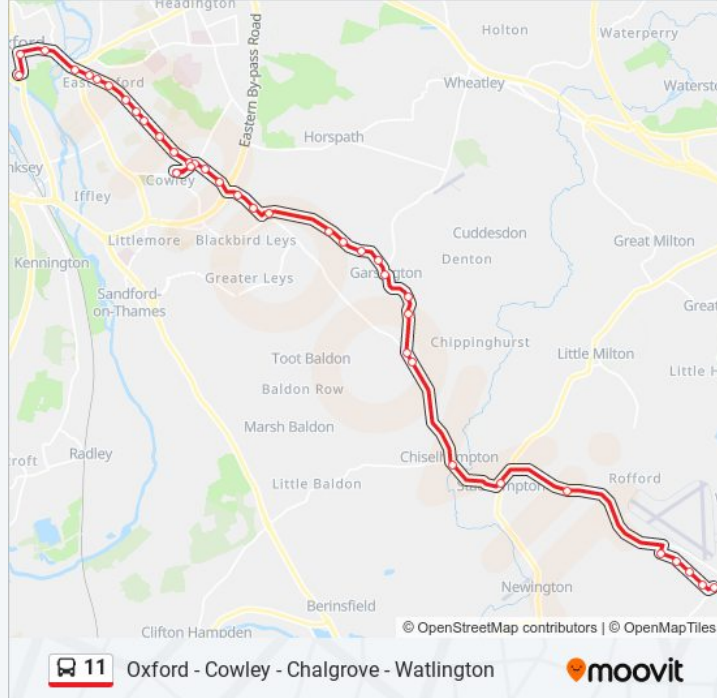 Headington
Holton
Waterperry
Eastern By-pass Road
Wheatley
Horspath
Cowley
Iffley
Cuddesdon
Littlemore
Blackbird Leys
Great Milton
Kennington
Denton
Greater Leys
Sandford-
on-Thames
Chippinghurst
Toot Baldon
Little Milton
Baldon Row
Marsh Baldon
Radley
Little Baldon
Rofford
Newington
Berinsfield
© OpenStreetMap contributors | © OpenMapTiles
Clifton Hampden
11 Oxford - Cowley - Chalgrove - Watlington
moovit